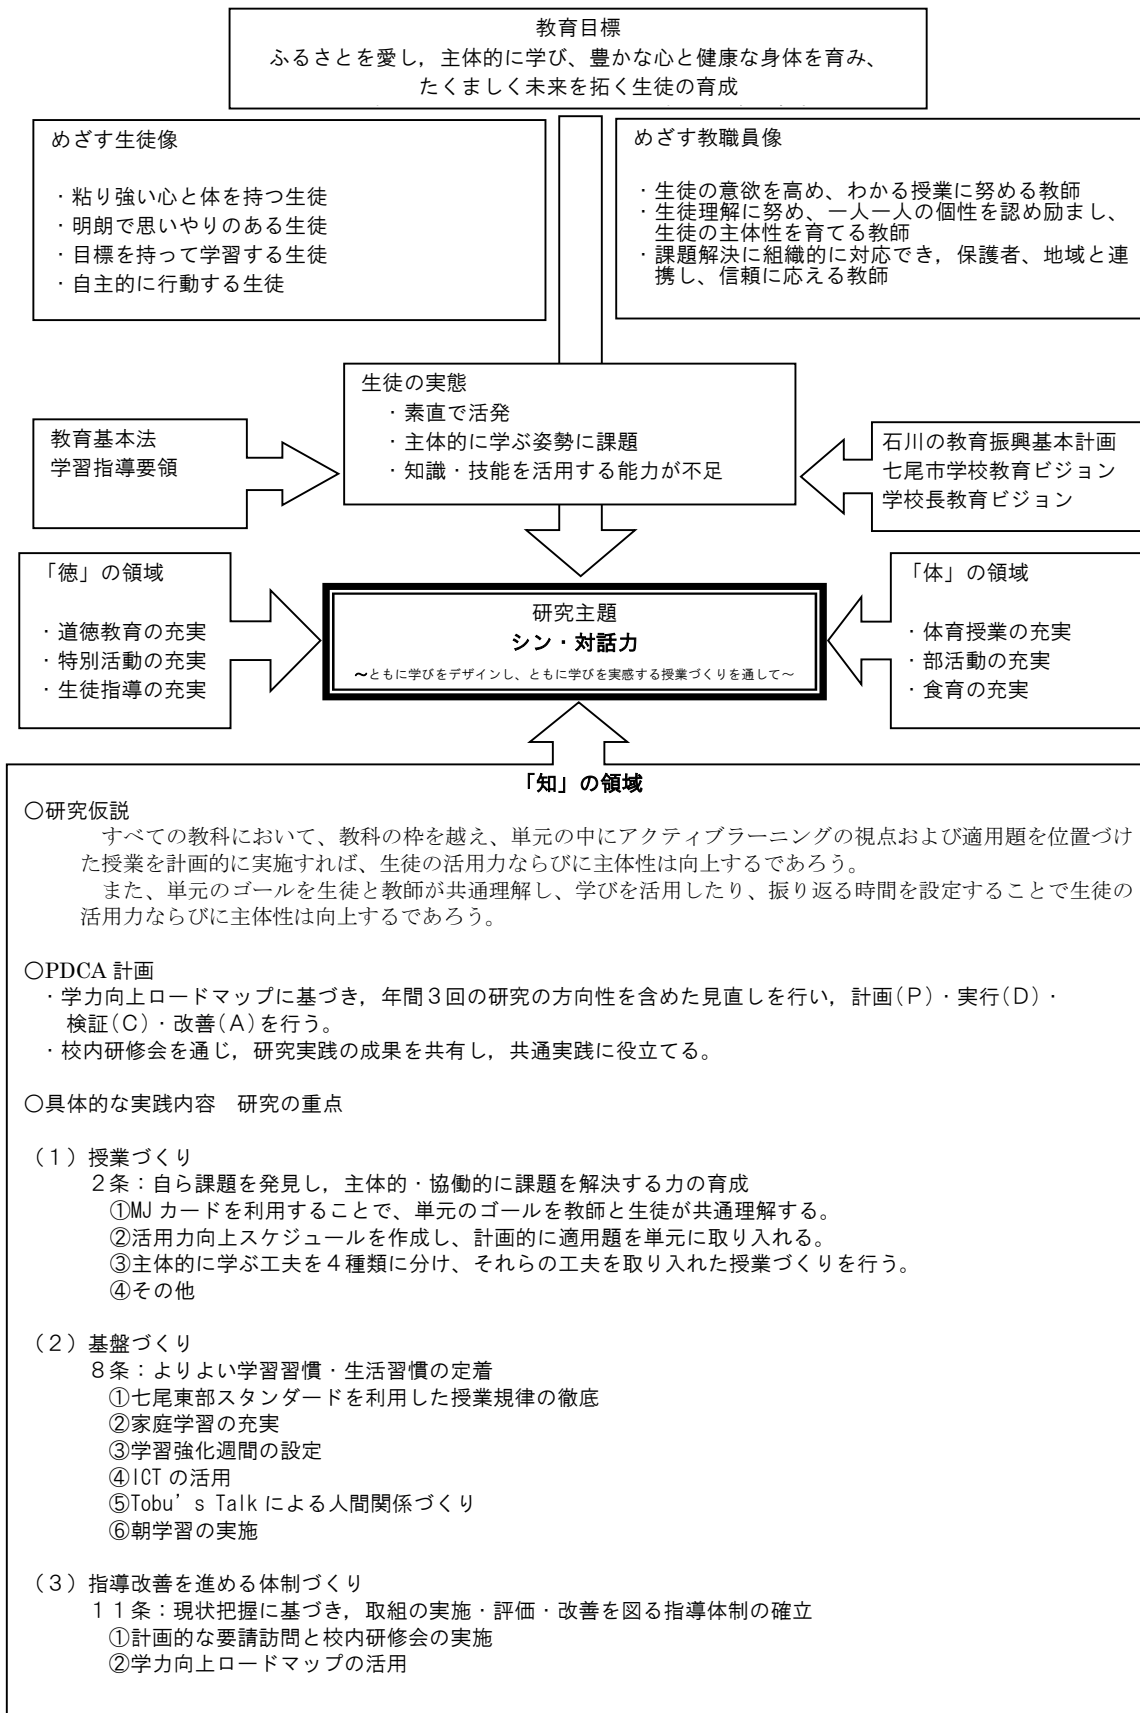 教育目標
ふるさとを愛し，主体的に学び、豊かな心と健康な身体を育み、
たくましく未来を拓く生徒の育成
めざす生徒像
・粘り強い心と体を持つ生徒
・明朗で思いやりのある生徒
・目標を持って学習する生徒
・自主的に行動する生徒
めざす教職員像
・生徒の意欲を高め、わかる授業に努める教師
・生徒理解に努め、一人一人の個性を認め励まし、
生徒の主体性を育てる教師
・課題解決に組織的に対応でき，保護者、地域と連
携し、信頼に応える教師
生徒の実態
・素直で活発
・主体的に学ぶ姿勢に課題
・知識・技能を活用する能力が不足
教育基本法
学習指導要領
石川の教育振興基本計画
七尾市学校教育ビジョン
学校長教育ビジョン
「徳」の領域
・道徳教育の充実
・特別活動の充実
・生徒指導の充実
研究主題
シン・対話力
～ともに学びをデザインし、ともに学びを実感する授業づくりを通して～
「体」の領域
・体育授業の充実
・部活動の充実
・食育の充実
「知」の領域
○研究仮説
すべての教科において、教科の枠を越え、単元の中にアクティブラーニングの視点および適用題を位置づけ
た授業を計画的に実施すれば、生徒の活用力ならびに主体性は向上するであろう。
また、単元のゴールを生徒と教師が共通理解し、学びを活用したり、振り返る時間を設定することで生徒の
活用力ならびに主体性は向上するであろう。
○PDCA計画
・学力向上ロードマップに基づき，年間３回の研究の方向性を含めた見直しを行い，計画(Ｐ)・実行(Ｄ)・
検証(Ｃ)・改善(Ａ)を行う。
・校内研修会を通じ，研究実践の成果を共有し，共通実践に役立てる。
○具体的な実践内容　研究の重点
（１）授業づくり
２条：自ら課題を発見し，主体的・協働的に課題を解決する力の育成
①MJカードを利用することで、単元のゴールを教師と生徒が共通理解する。
②活用力向上スケジュールを作成し、計画的に適用題を単元に取り入れる。
③主体的に学ぶ工夫を４種類に分け、それらの工夫を取り入れた授業づくりを行う。
④その他
（２）基盤づくり
８条：よりよい学習習慣・生活習慣の定着
①七尾東部スタンダードを利用した授業規律の徹底
②家庭学習の充実
③学習強化週間の設定
④ICTの活用
⑤Tobu’s Talkによる人間関係づくり
⑥朝学習の実施
（３）指導改善を進める体制づくり
１１条：現状把握に基づき，取組の実施・評価・改善を図る指導体制の確立
①計画的な要請訪問と校内研修会の実施
②学力向上ロードマップの活用